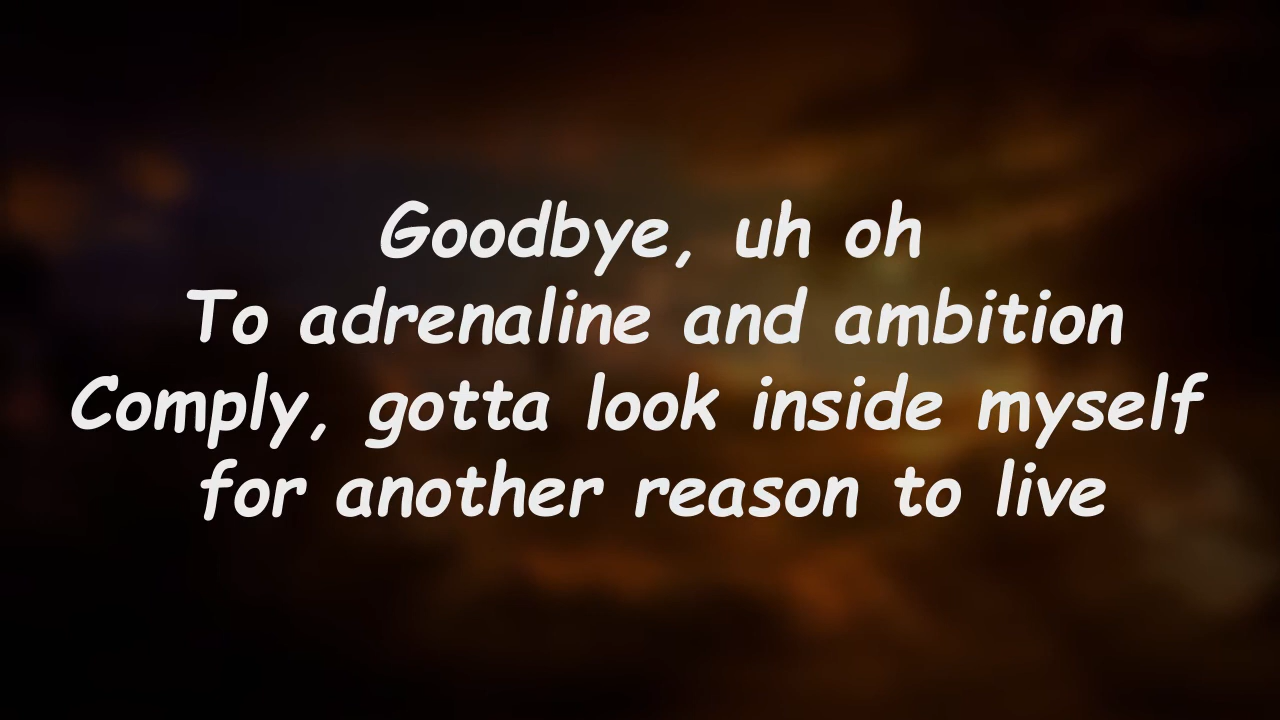 Goodbye, uh oh
To adrenaline and ambition
Comply, gotta look inside myself
for another reason to live